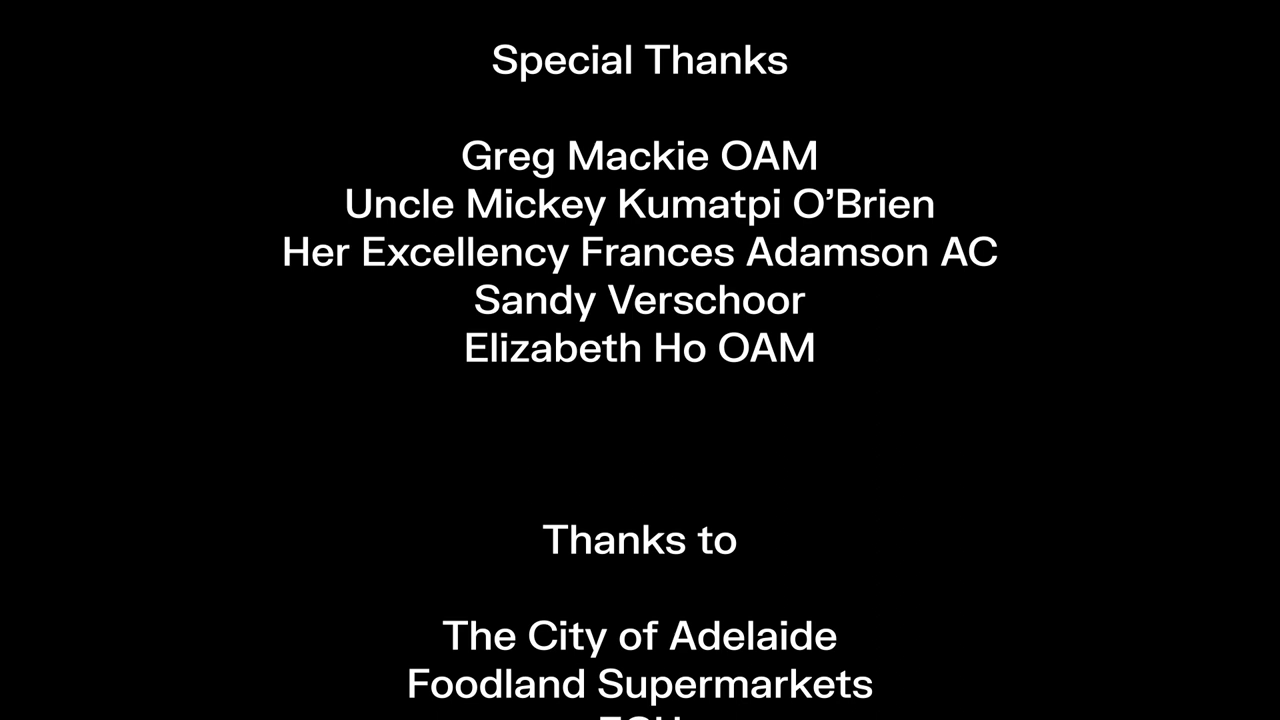 Special Thanks
Greg Mackie OAM
Uncle Mickey Kumatpi O’Brien
Her Excellency Frances Adamson AC
Sandy Verschoor
Elizabeth Ho OAM
Thanks to
The City of Adelaide
Foodland Supermarkets